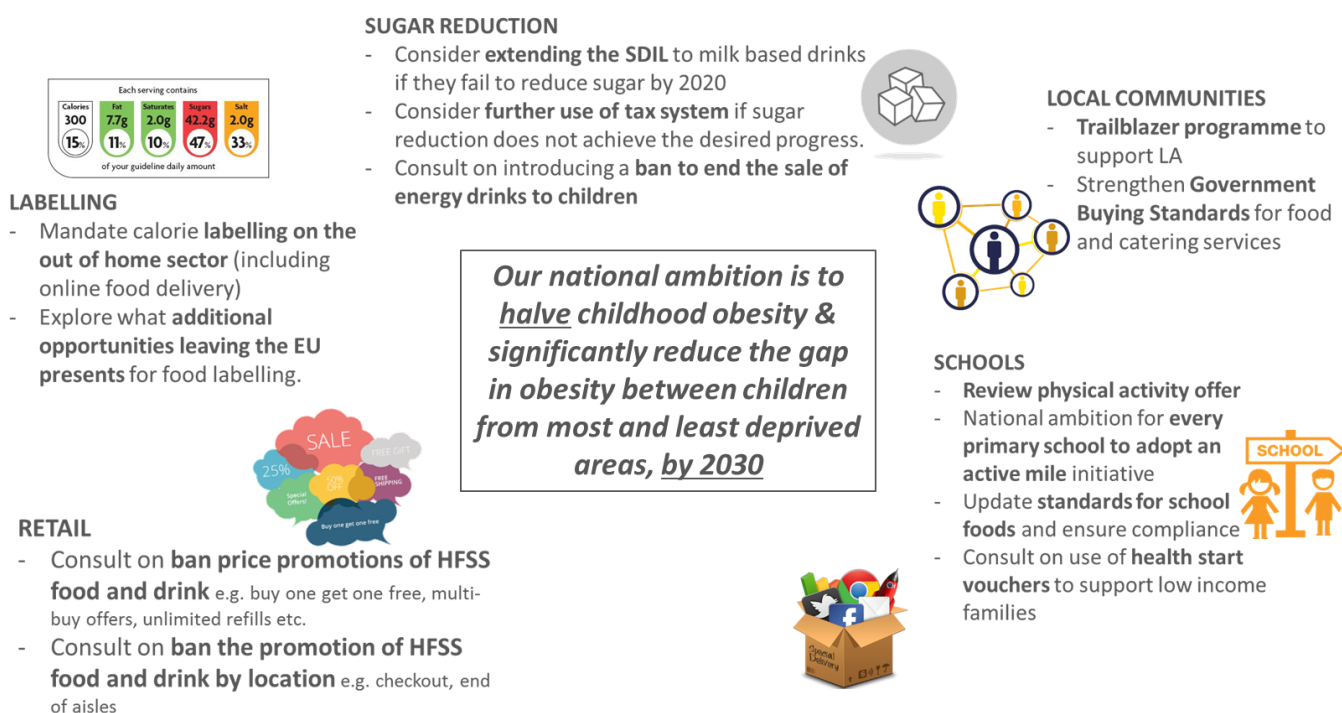 SUGAR REDUCTION
- Consider extending the SDIL to milk based drinks
if they fail to reduce sugar by 2020
- Consider further use of tax system if sugar
reduction does not achieve the desired progress.
- Consult on introducing a ban to end the sale of
energy drinks to children
Each serving contains
Calories Fat Saturates Sugars Salt
300 7.7g 2.0g 42.2g 2.0g
15% 11% 10% 47% 33%
of your guideline daily amount
LABELLING
- Mandate calorie labelling on the
out of home sector (including
online food delivery)
- Explore what additional
opportunities leaving the EU
presents for food labelling.
LOCAL COMMUNITIES
- Trailblazer programme to
support LA
- Strengthen Government
Buying Standards for food
and catering services
Our national ambition is to
halve childhood obesity &
significantly reduce the gap
in obesity between children
from most and least deprived
areas, by 2030
SCHOOLS
- Review physical activity offer
- National ambition for every
primary school to adopt an
active mile initiative
- Update standards for school
foods and ensure compliance
- Consult on use of health start
vouchers to support low income
families
SCHOOL
SALE
FREE GIFT
25%
50%
OFF
FREE
SHIPPING
Special
Offers!
Buy one get one free
RETAIL
- Consult on ban price promotions of HFSS
food and drink e.g. buy one get one free, multi-
buy offers, unlimited refills etc.
- Consult on ban the promotion of HFSS
food and drink by location e.g. checkout, end
of aisles
Special
Delivery